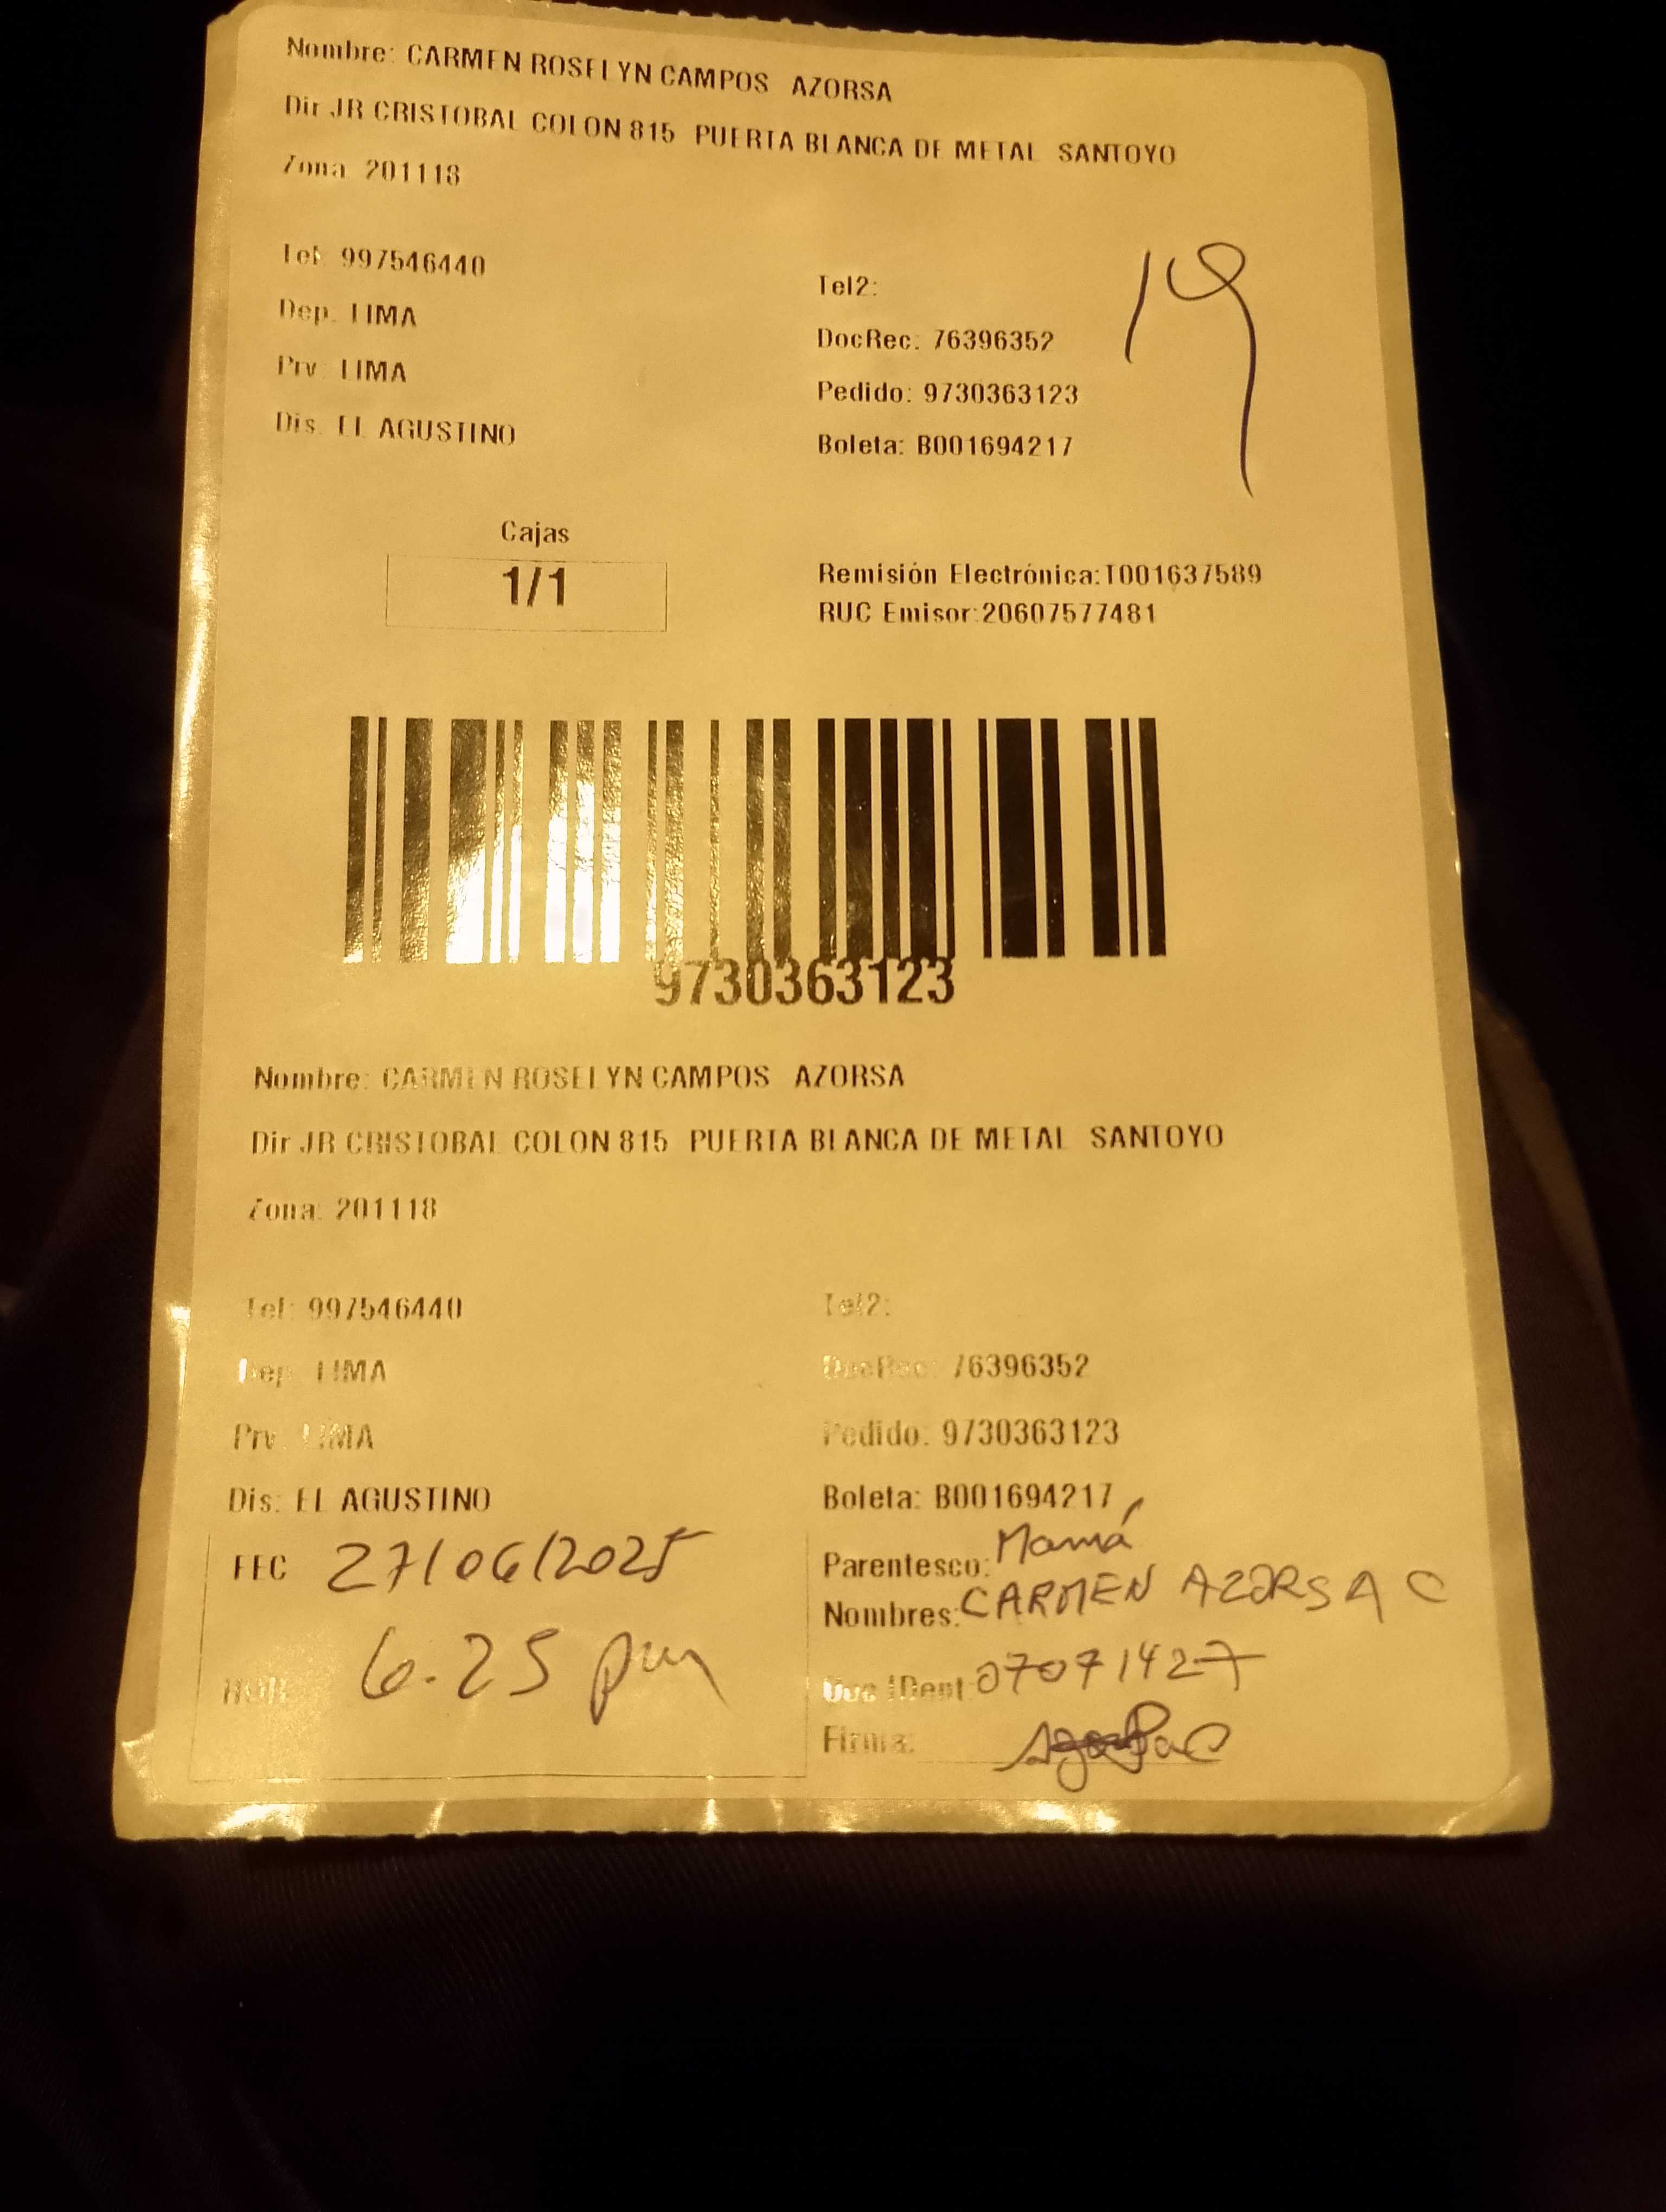 Nombre: CARMEN ROSELYN CAMPOS AZORSA
Dir JR CRISTOBAL COLON 815 PUERTA BLANCA DE METAL SANTOYO
Zona: 201118
Tel: 997546440
Tel2:
Dep. LIMA
DocRec: 76396352
Prv: LIMA
Pedido: 9730363123
Dis. EL AGUSTINO
Boleta: B001694217
19
Cajas
1/1
Remisión Electrónica:T001637589
RUC Emisor:20607577481
9730363123
Nombre: CARMEN ROSELYN CAMPOS AZORSA
Dir JR CRISTOBAL COLON 815 PUERTA BLANCA DE METAL SANTOYO
Zona: 201118
Tel: 997546440
Tel2:
Dep. LIMA
DocRec: 76396352
Prv: LIMA
Pedido: 9730363123
Dis: EL AGUSTINO
Boleta: B001694217
FEC 27/06/2025
Parentesco: Mamá
Nombres: CARMEN AZORSA C
6.25 pm
Doc IDent: 07071427
Firma: